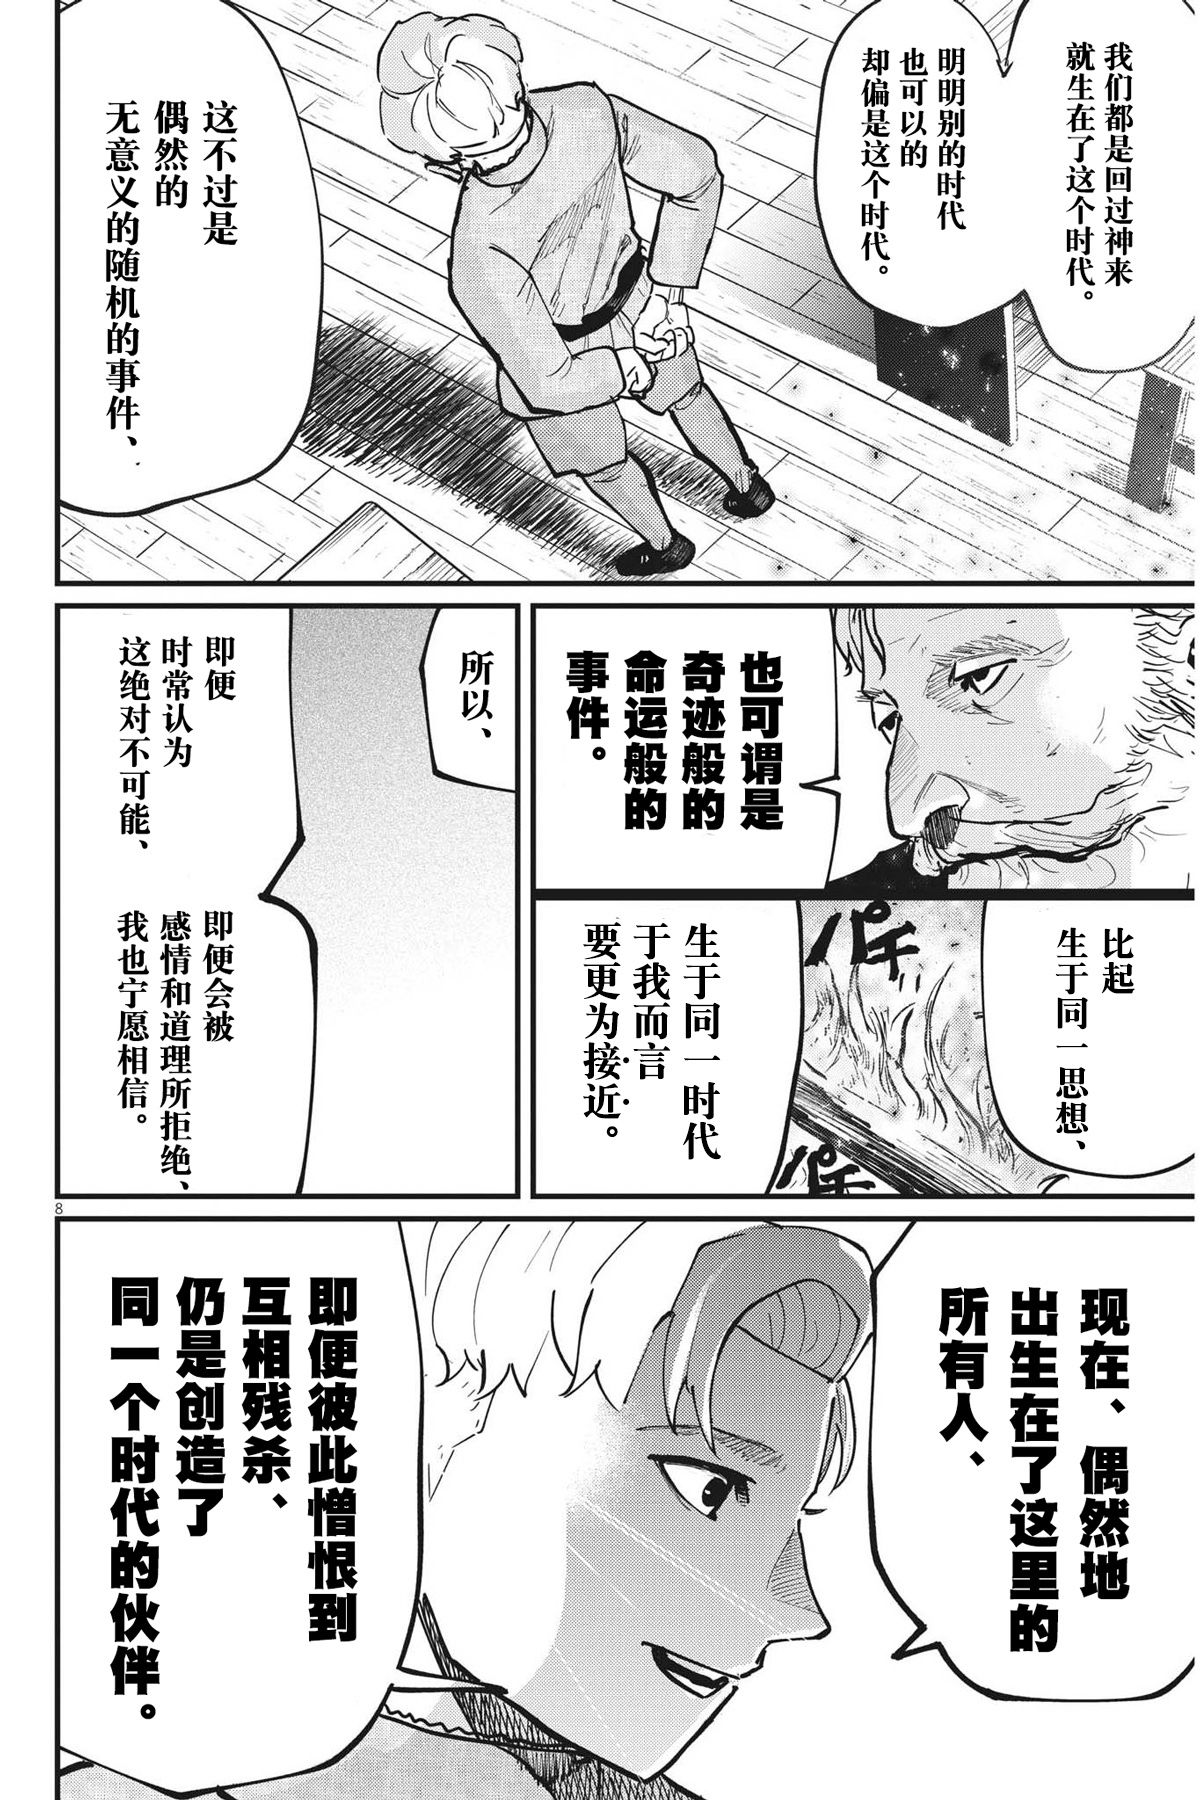 我们都是回过神来
就生在了这个时代。
明明别的时代
也可以的
却偏是这个时代。
这不过是
偶然的
无意义的随机的事件、
也可谓是
奇迹般的
命运般的
事件。
比起
生于同一思想、
生于同一时代
于我而言
要更为接近。
パチ
パチ
所以、
即便
时常认为
这绝对不可能、
即便会被
感情和道理所拒绝、
我也宁愿相信。
8
现在、偶然地
出生在了这里的
所有人、
即便彼此憎恨到
互相残杀、
仍是创造了
同一个时代的伙伴。